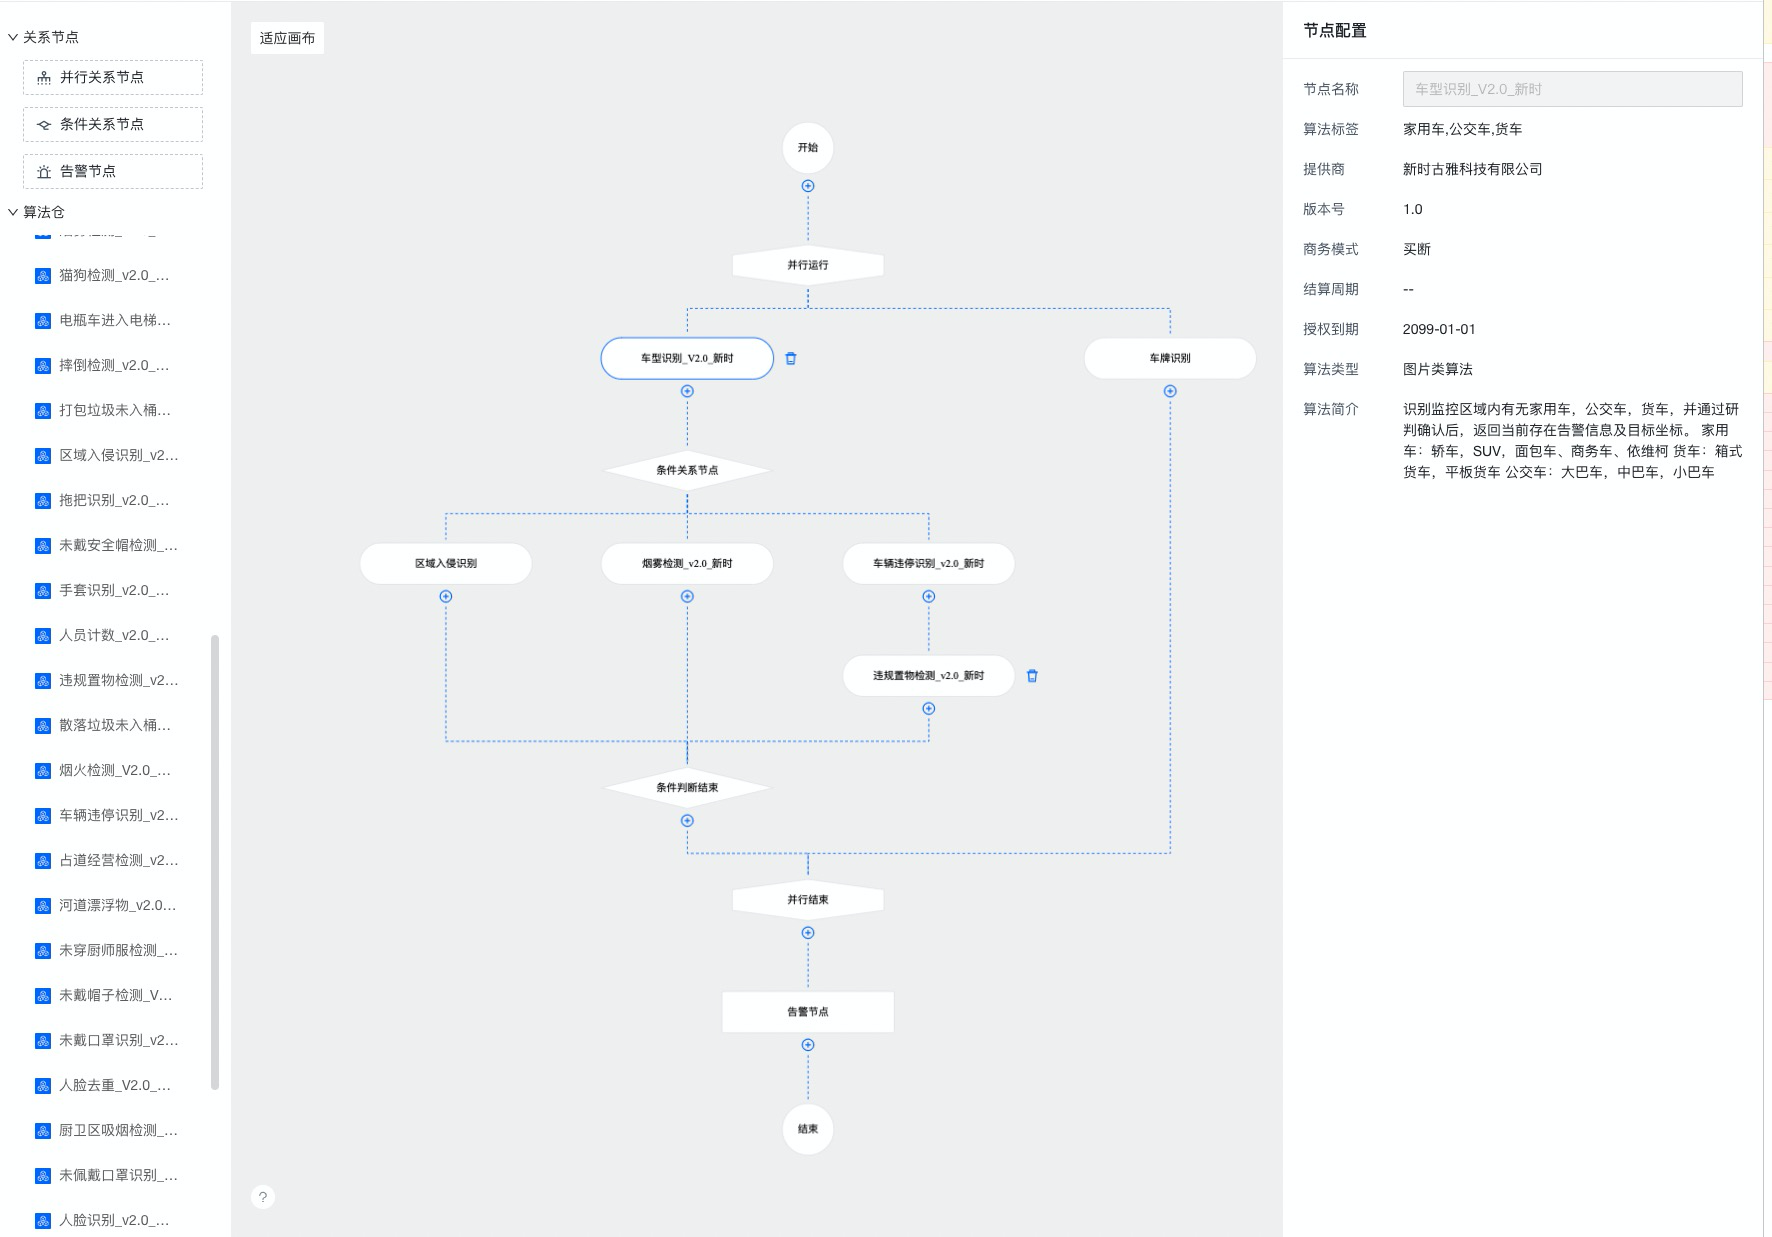 关系节点
并行关系节点
条件关系节点
告警节点
算法仓
猫狗检测_v2.0_...
电瓶车进入电梯...
摔倒检测_v2.0_...
打包垃圾未入桶...
区域入侵识别_v2...
拖把识别_v2.0_...
未戴安全帽检测_...
手套识别_v2.0_...
人员计数_v2.0_...
违规置物检测_v2...
散落垃圾未入桶...
烟火检测_V2.0_...
车辆违停识别_v2...
占道经营检测_v2...
河道漂浮物_v2.0...
未穿厨师服检测_...
未戴帽子检测_V...
未戴口罩识别_v2...
人脸去重_V2.0_...
厨卫区吸烟检测_...
未佩戴口罩识别_...
人脸识别_v2.0_...
适应画布
开始
并行运行
车型识别_V2.0_新时
车牌识别
条件关系节点
区域入侵识别
烟雾检测_v2.0_新时
车辆违停识别_v2.0_新时
违规置物检测_v2.0_新时
条件判断结束
并行结束
告警节点
结束
?
节点配置
节点名称 车型识别_V2.0_新时
算法标签 家用车,公交车,货车
提供商 新时古雅科技有限公司
版本号 1.0
商务模式 买断
结算周期 --
授权到期 2099-01-01
算法类型 图片类算法
算法简介 识别监控区域内有无家用车，公交车，货车，并通过研
判确认后，返回当前存在告警信息及目标坐标。 家用
车：轿车，SUV，面包车、商务车、依维柯 货车：箱式
货车，平板货车 公交车：大巴车，中巴车，小巴车